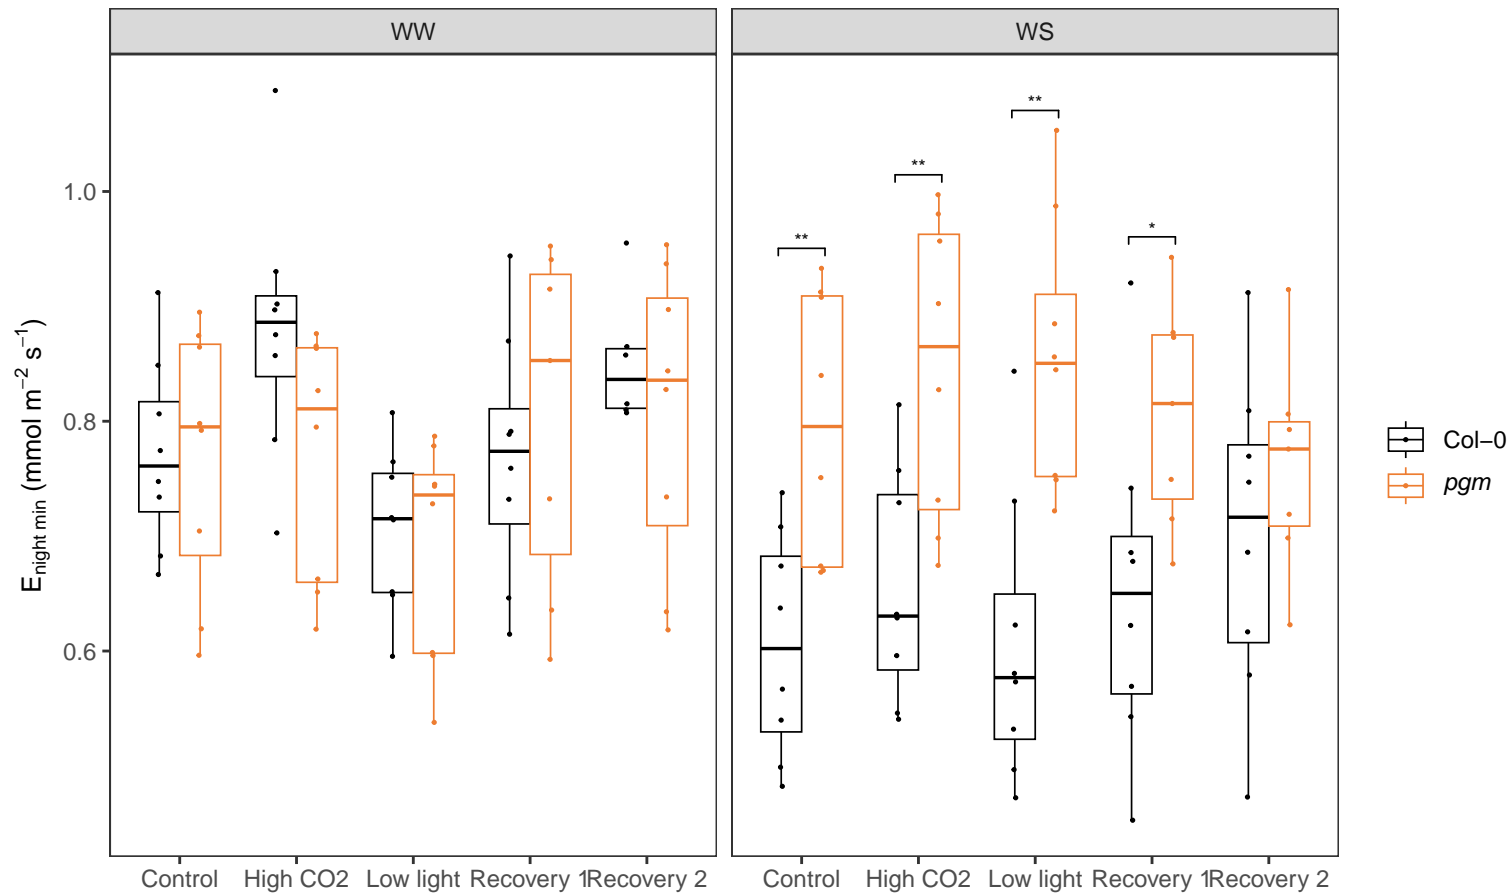 WW WS
** ** ** *
1.0
0.8
0.6
E night min (mmol m⁻² s⁻¹)
Control High CO2 Low light Recovery 1 Recovery 2 Control High CO2 Low light Recovery 1 Recovery 2
Col−0
pgm